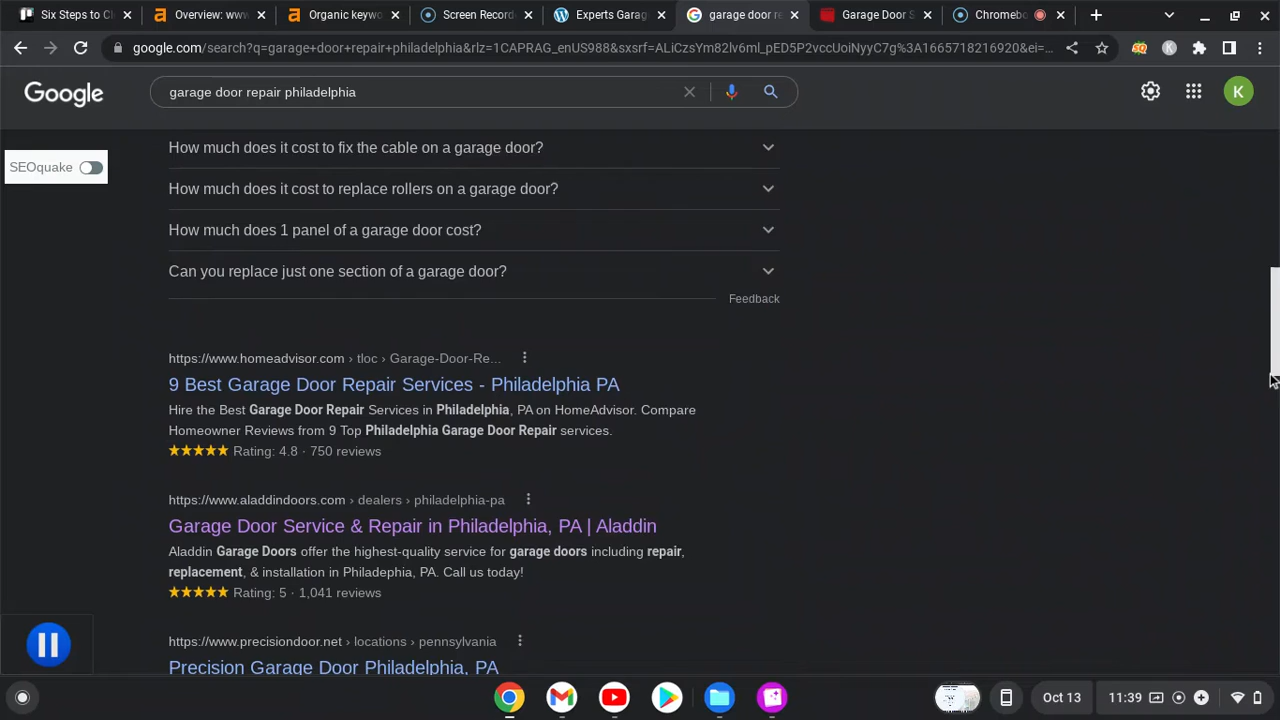 Six Steps to Cl
Overview: www
Organic keywo
Screen Record
Experts Garag
garage door re
Garage Door S
Chromebo
google.com/search?q=garage+door+repair+philadelphia&rlz=1CAPRAG_enUS988&sxsrf=ALiCzsYm82lv6ml_pED5P2vccUoiNyyC7g%3A1665718216920&ei=...
Google
garage door repair philadelphia
K
SEOquake
How much does it cost to fix the cable on a garage door?
How much does it cost to replace rollers on a garage door?
How much does 1 panel of a garage door cost?
Can you replace just one section of a garage door?
Feedback
https://www.homeadvisor.com › tloc › Garage-Door-Re...
9 Best Garage Door Repair Services - Philadelphia PA
Hire the Best Garage Door Repair Services in Philadelphia, PA on HomeAdvisor. Compare
Homeowner Reviews from 9 Top Philadelphia Garage Door Repair services.
Rating: 4.8 · 750 reviews
https://www.aladdindoors.com › dealers › philadelphia-pa
Garage Door Service & Repair in Philadelphia, PA | Aladdin
Aladdin Garage Doors offer the highest-quality service for garage doors including repair,
replacement, & installation in Philadephia, PA. Call us today!
Rating: 5 · 1,041 reviews
https://www.precisiondoor.net › locations › pennsylvania
Precision Garage Door Philadelphia, PA
Oct 13
11:39